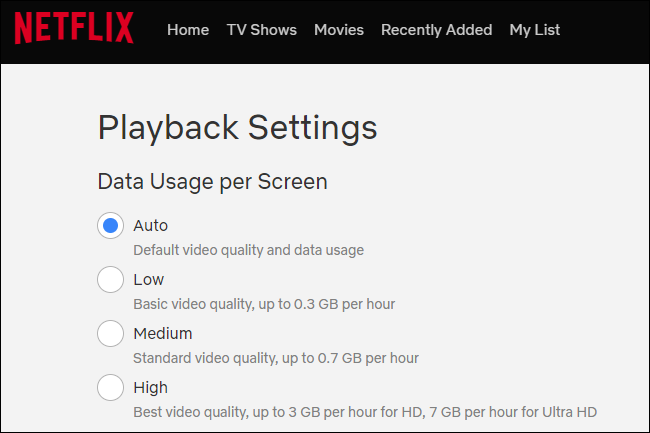 NETFLIX Home TV Shows Movies Recently Added My List
Playback Settings
Data Usage per Screen
Auto
Default video quality and data usage
Low
Basic video quality, up to 0.3 GB per hour
Medium
Standard video quality, up to 0.7 GB per hour
High
Best video quality, up to 3 GB per hour for HD, 7 GB per hour for Ultra HD